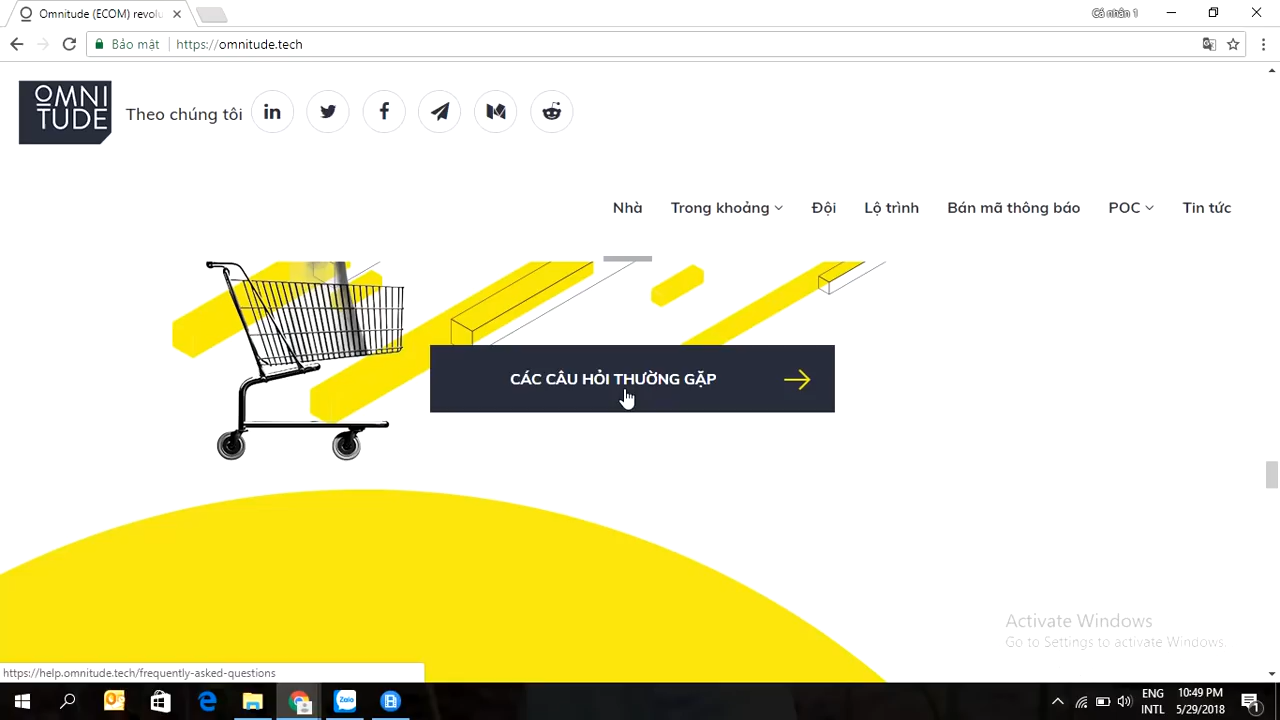 Omnitude (ECOM) revolu
Cá nhân 1
Bảo mật
https://omnitude.tech
OMNI
TUDE
Theo chúng tôi
Nhà
Trong khoảng
Đội
Lộ trình
Bán mã thông báo
POC
Tin tức
CÁC CÂU HỎI THƯỜNG GẶP
Activate Windows
Go to Settings to activate Windows.
https://help.omnitude.tech/frequently-asked-questions
Zalo
ENG
INTL
10:49 PM
5/29/2018
1